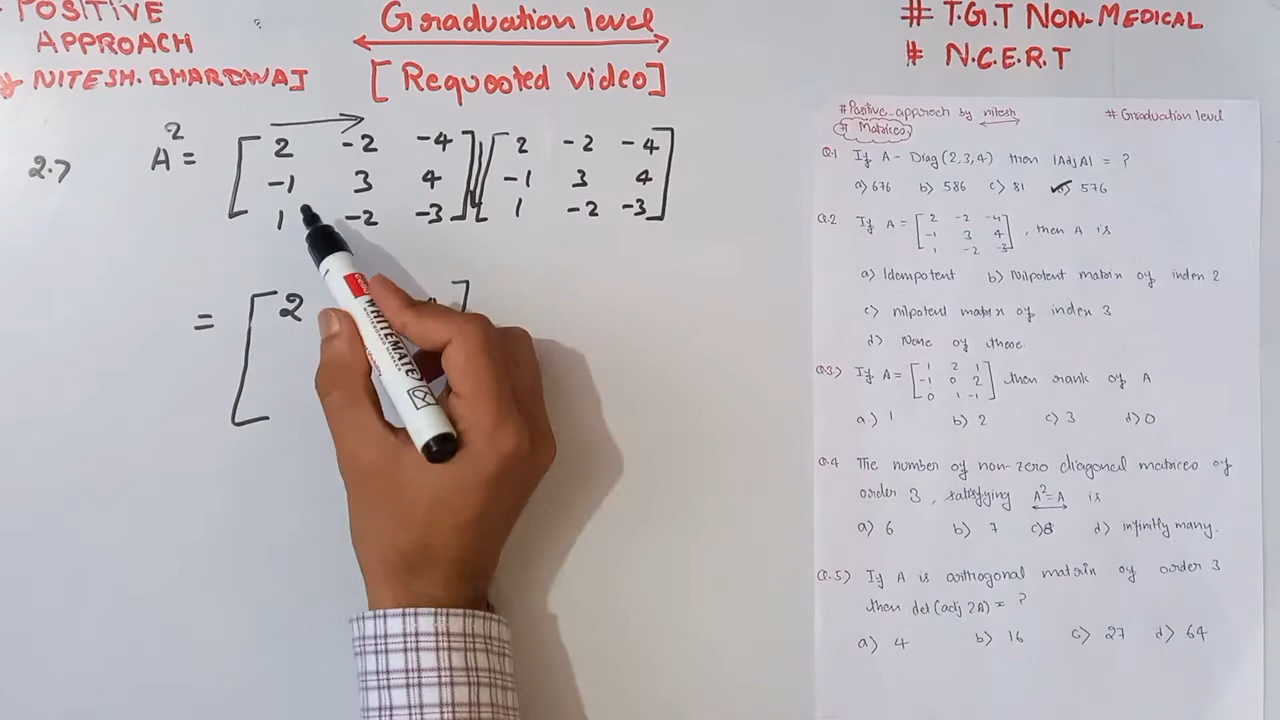 POSITIVE
APPROACH
NITESH.BHARDWAJ
Graduation level
[Requested video]
# T.G.T NON-MEDICAL
# N.C.E.R.T
2.7 A² = [ 2 -2 -4 ] [ 2 -2 -4 ]
-1 3 4 -1 3 4
1 -2 -3 1 -2 -3
= [ 2 ]
#Positive approach by nitesh #Graduation level
# Matrices
Q.1 If A - Diag(2,3,4) then |AdjA| = ?
a) 676 b) 586 c) 81 d) 576
Q.2 If A = [ 2 -2 -4 ] , then A is
-1 3 4
1 -2 -3
a) Idempotent b) Nilpotent matrix of index 2
c) nilpotent matrix of index 3
d) None of these
Q.3) If A = [ 1 2 1 ] then rank of A
-1 0 2
0 1 -1
a.) 1 b) 2 c) 3 d) 0
Q.4 The number of non-zero diagonal matrices of
order 3, satisfying A²=A is
a) 6 b) 7 c) 8 d) infinitly many.
Q.5) If A is orthogonal matrix of order 3
then det(adj 2A) = ?
a) 4 b) 16 c) 27 d) 64
WHITEMATE
WHITEBOARD MARKER